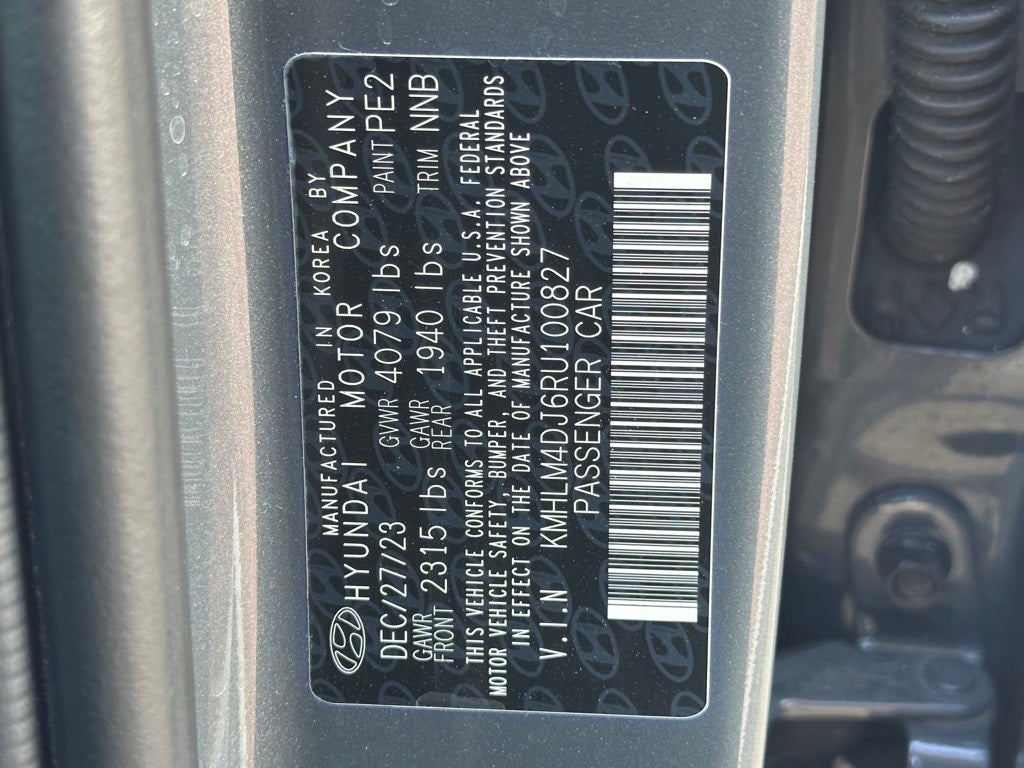 MANUFACTURED IN KOREA BY
HYUNDAI MOTOR COMPANY
DEC/27/23 GVWR 4079 lbs PAINT PE2
GAWR FRONT 2315 lbs GAWR REAR 1940 lbs TRIM NNB
THIS VEHICLE CONFORMS TO ALL APPLICABLE U.S.A. FEDERAL
MOTOR VEHICLE SAFETY, BUMPER, AND THEFT PREVENTION STANDARDS
IN EFFECT ON THE DATE OF MANUFACTURE SHOWN ABOVE
V.I.N KMHLM4DJ6RU100827
PASSENGER CAR